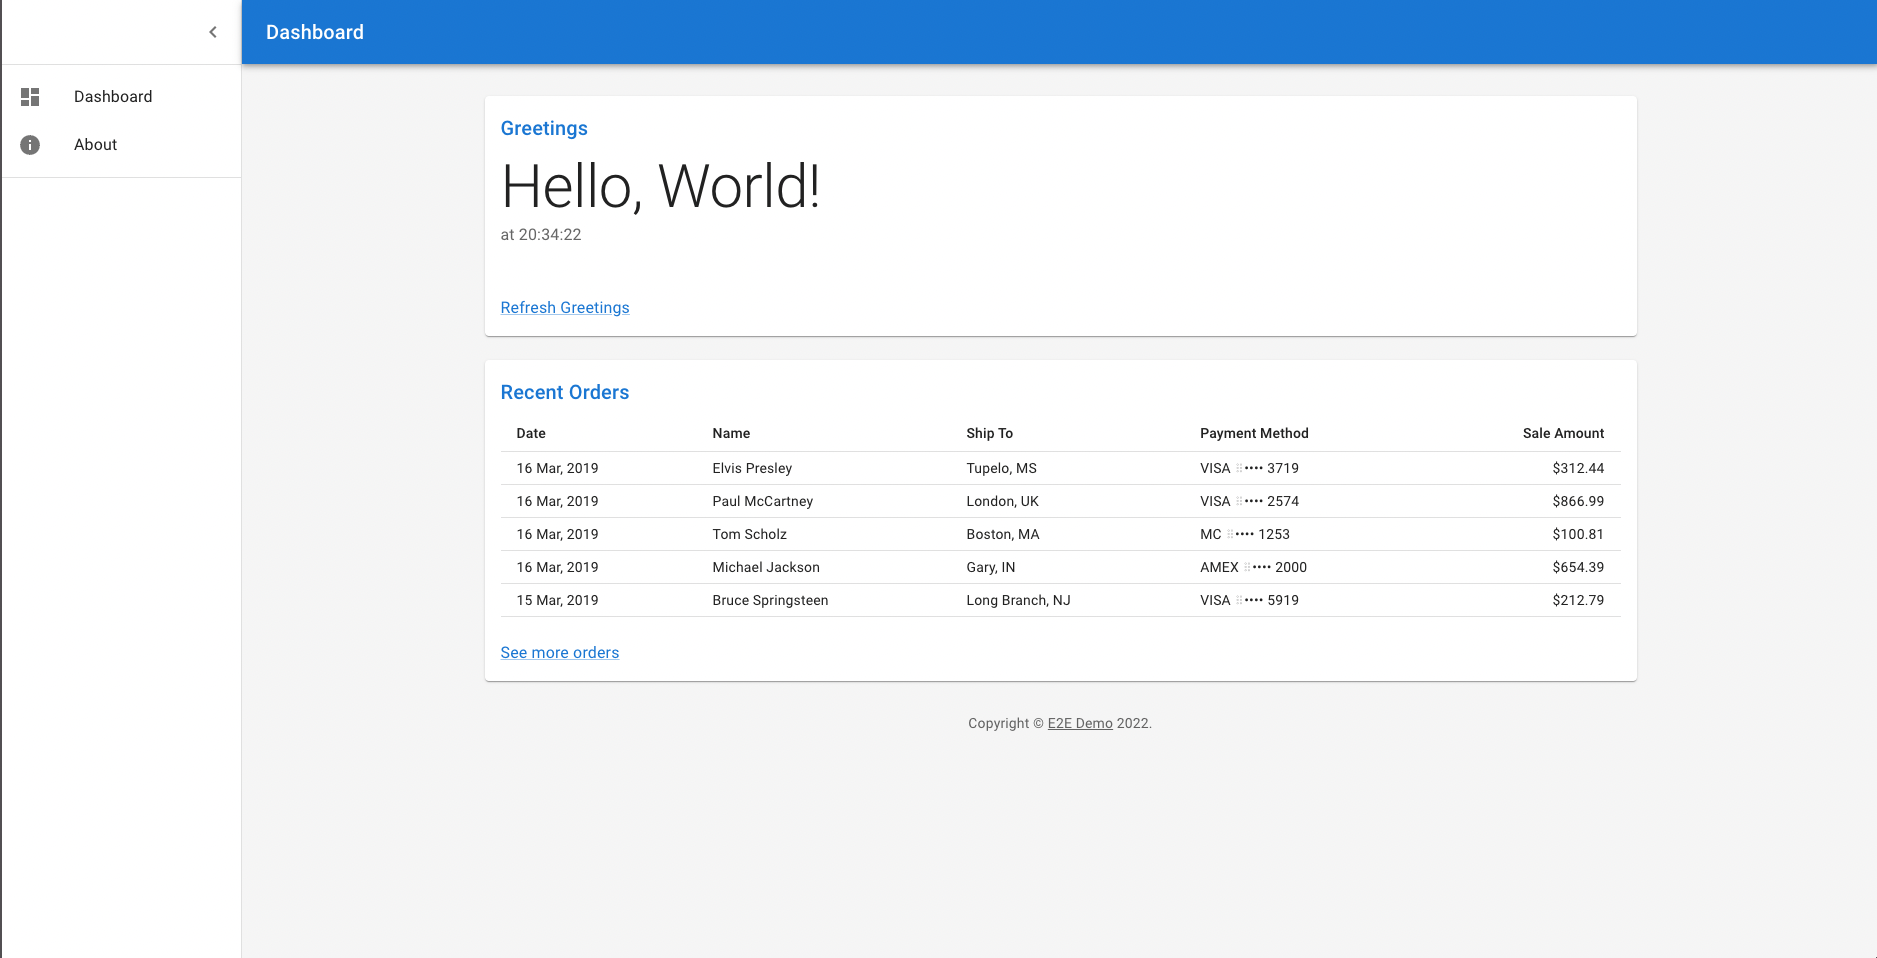 Dashboard
Dashboard
About
Greetings
Hello, World!
at 20:34:22
Refresh Greetings
Recent Orders
Date Name Ship To Payment Method Sale Amount
16 Mar, 2019 Elvis Presley Tupelo, MS VISA ⠿•••• 3719 $312.44
16 Mar, 2019 Paul McCartney London, UK VISA ⠿•••• 2574 $866.99
16 Mar, 2019 Tom Scholz Boston, MA MC ⠿•••• 1253 $100.81
16 Mar, 2019 Michael Jackson Gary, IN AMEX ⠿•••• 2000 $654.39
15 Mar, 2019 Bruce Springsteen Long Branch, NJ VISA ⠿•••• 5919 $212.79
See more orders
Copyright © E2E Demo 2022.